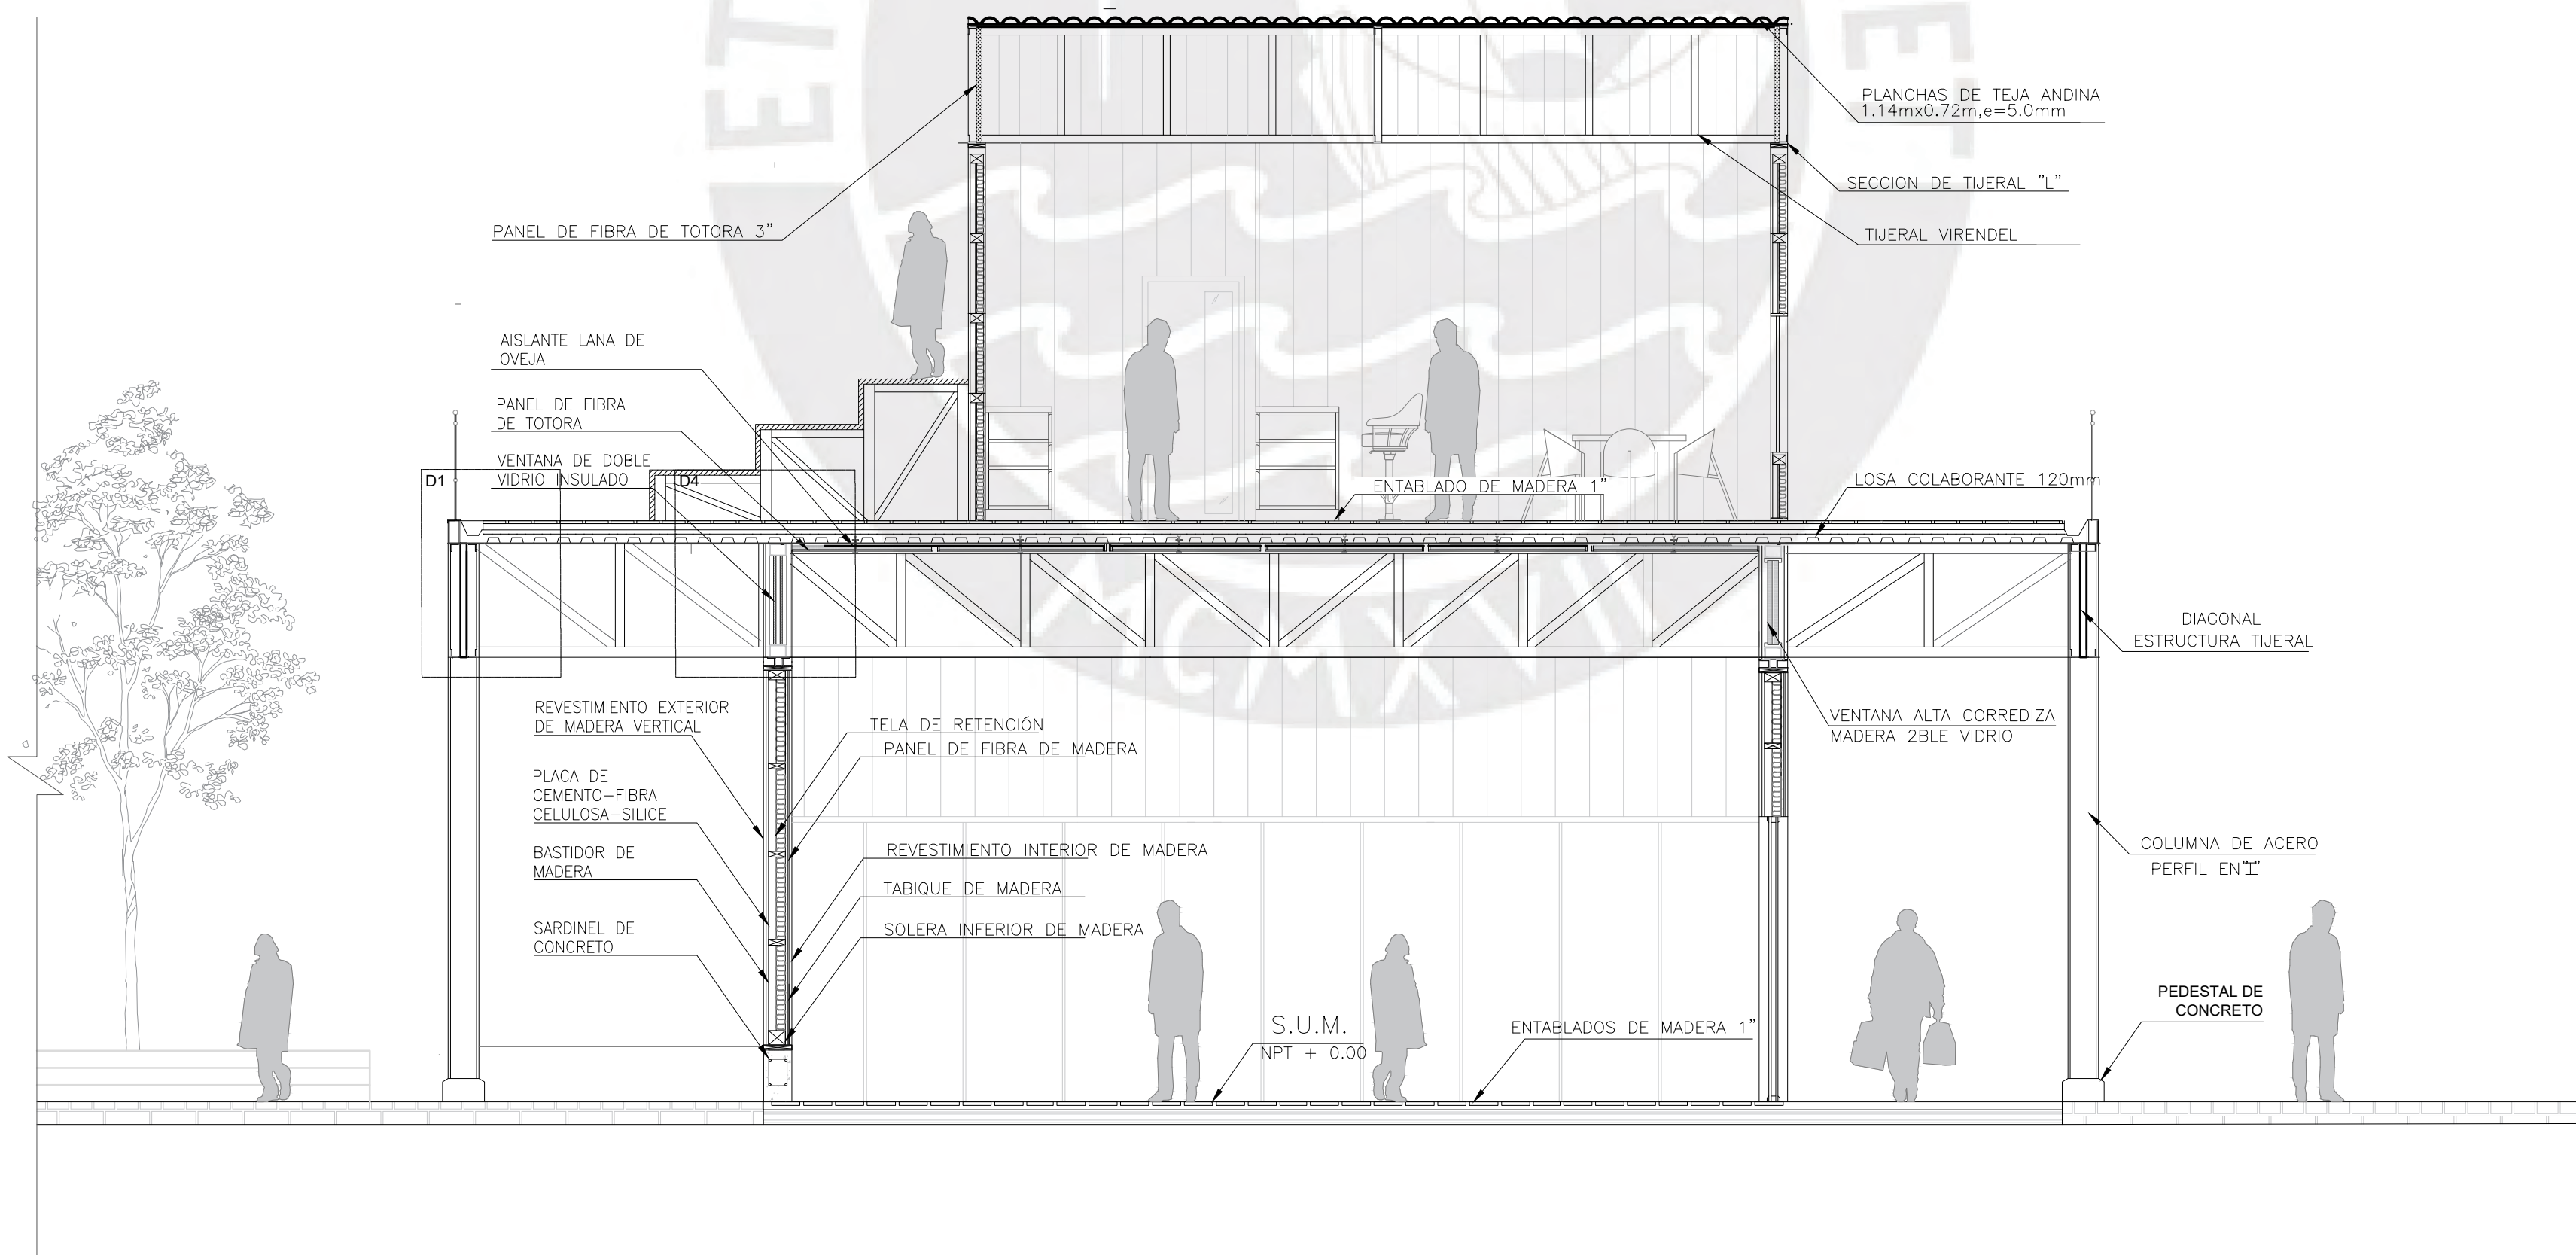 PLANCHAS DE TEJA ANDINA
1.14mx0.72m,e=5.0mm
SECCION DE TIJERAL "L"
TIJERAL VIRENDEL
PANEL DE FIBRA DE TOTORA 3"
AISLANTE LANA DE
OVEJA
PANEL DE FIBRA
DE TOTORA
VENTANA DE DOBLE
VIDRIO INSULADO
D1
D4
ENTABLADO DE MADERA 1"
LOSA COLABORANTE 120mm
DIAGONAL
ESTRUCTURA TIJERAL
REVESTIMIENTO EXTERIOR
DE MADERA VERTICAL
TELA DE RETENCIÓN
PANEL DE FIBRA DE MADERA
VENTANA ALTA CORREDIZA
MADERA 2BLE VIDRIO
PLACA DE
CEMENTO-FIBRA
CELULOSA-SILICE
BASTIDOR DE
MADERA
REVESTIMIENTO INTERIOR DE MADERA
TABIQUE DE MADERA
COLUMNA DE ACERO
PERFIL EN"I"
SARDINEL DE
CONCRETO
SOLERA INFERIOR DE MADERA
S.U.M.
NPT + 0.00
ENTABLADOS DE MADERA 1"
PEDESTAL DE
CONCRETO
MCMXVII